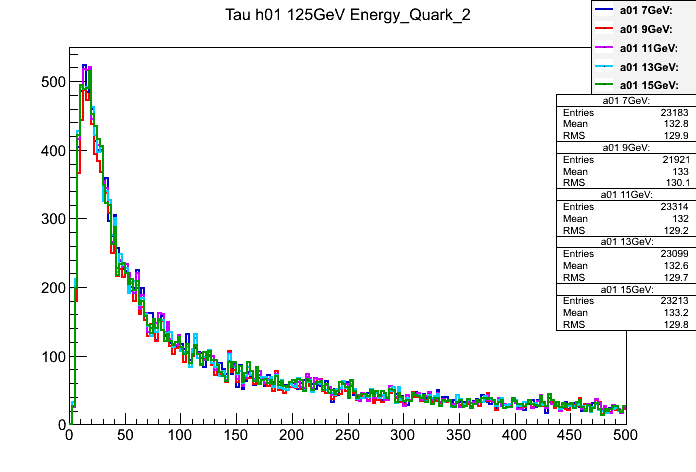 Tau h01 125GeV Energy_Quark_2
a01 7GeV:
a01 9GeV:
a01 11GeV:
a01 13GeV:
a01 15GeV:
a01 7GeV:
Entries 23183
Mean 132.8
RMS 129.9
a01 9GeV:
Entries 21921
Mean 133
RMS 130.1
a01 11GeV:
Entries 23314
Mean 132
RMS 129.2
a01 13GeV:
Entries 23099
Mean 132.6
RMS 129.7
a01 15GeV:
Entries 23213
Mean 133.2
RMS 129.8
500
400
300
200
100
0
0 50 100 150 200 250 300 350 400 450 500